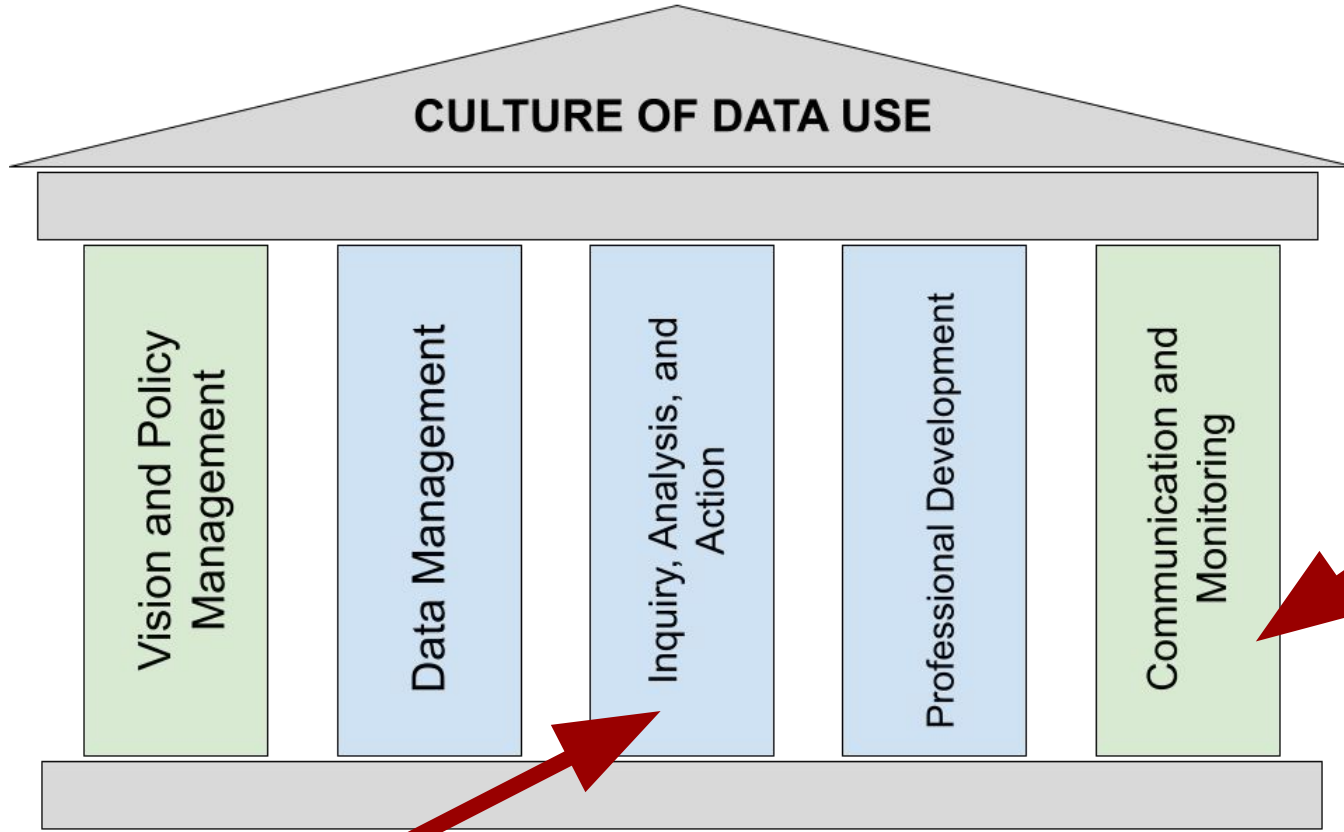 CULTURE OF DATA USE
Vision and Policy
Management
Data Management
Inquiry, Analysis, and
Action
Professional Development
Communication and
Monitoring